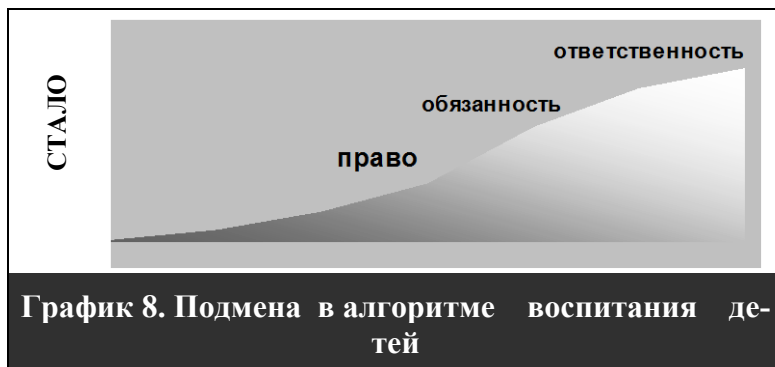 ответственность
обязанность
право
СТАЛО
График 8. Подмена в алгоритме воспитания де-
тей